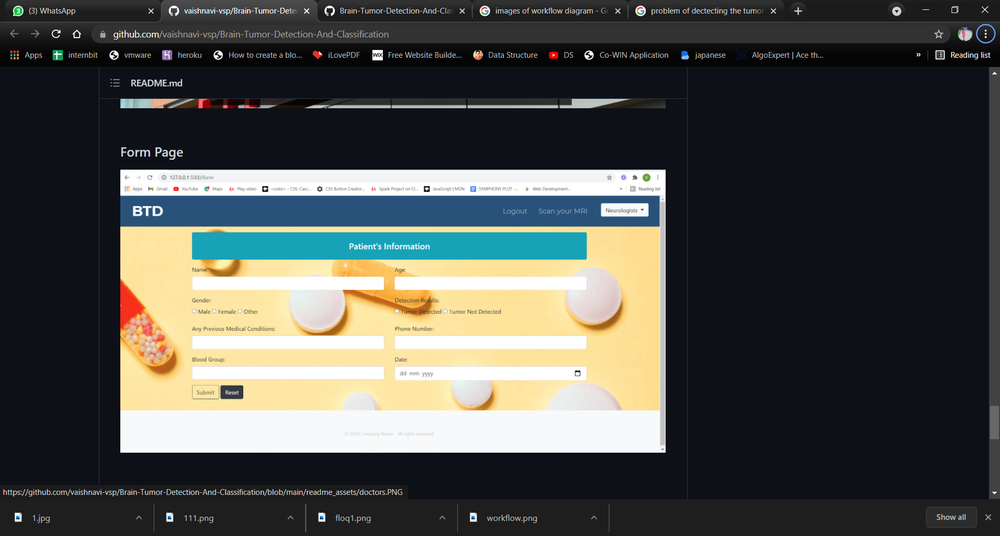 3 (3) WhatsApp
vaishnavi-vsp/Brain-Tumor-Dete
Brain-Tumor-Detection-And-Clas
images of workflow diagram - Go
problem of dectecting the tumor
github.com/vaishnavi-vsp/Brain-Tumor-Detection-And-Classification
Apps internbit vmware heroku How to create a blo... iLovePDF WIX Free Website Builde... Data Structure DS Co-WIN Application japanese AlgoExpert | Ace th... » Reading list
README.md
Form Page
127.0.0.1:5000/form V
Apps Gmail YouTube Maps Play video <color> - CSS: Casc... CSS Button Creator... Spark Project on Cl... JavaScript | MDN SYMPHONY PLOT -... Web Development... » Reading list
BTD Logout Scan your MRI Neurologists
Patient's Information
Name: Age:
Gender: Detection Results:
Male Female Other Tumor Detected Tumor Not Detected
Any Previous Medical Conditions: Phone Number:
Blood Group: Date:
dd-mm-yyyy
Submit Reset
© 2020 Company Name . All rights reserved.
https://github.com/vaishnavi-vsp/Brain-Tumor-Detection-And-Classification/blob/main/readme_assets/doctors.PNG
1.jpg 111.png floq1.png workflow.png Show all